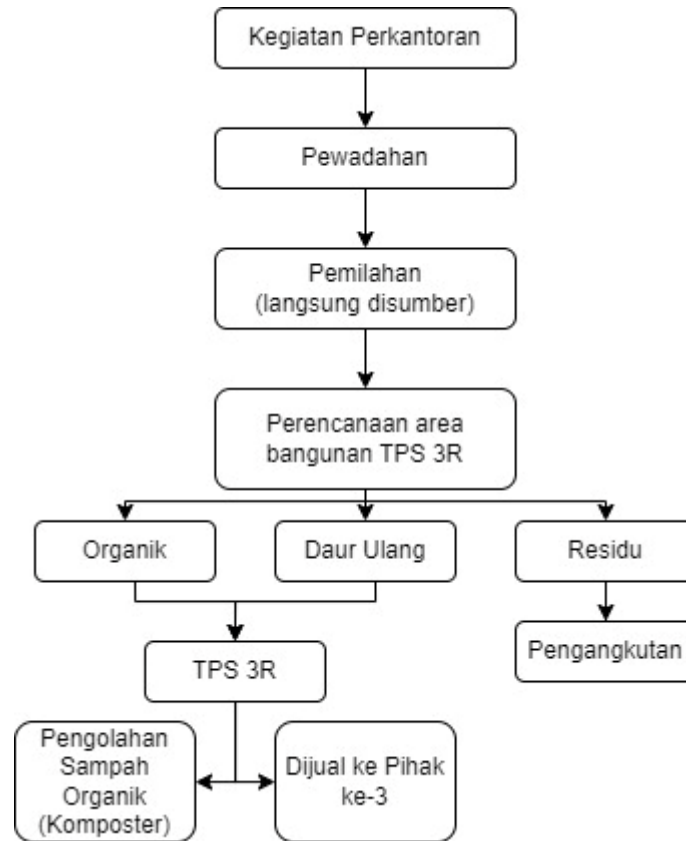 Kegiatan Perkantoran
Pewadahan
Pemilahan
(langsung disumber)
Perencanaan area
bangunan TPS 3R
Organik
Daur Ulang
Residu
TPS 3R
Pengangkutan
Pengolahan
Sampah
Organik
(Komposter)
Dijual ke Pihak
ke-3